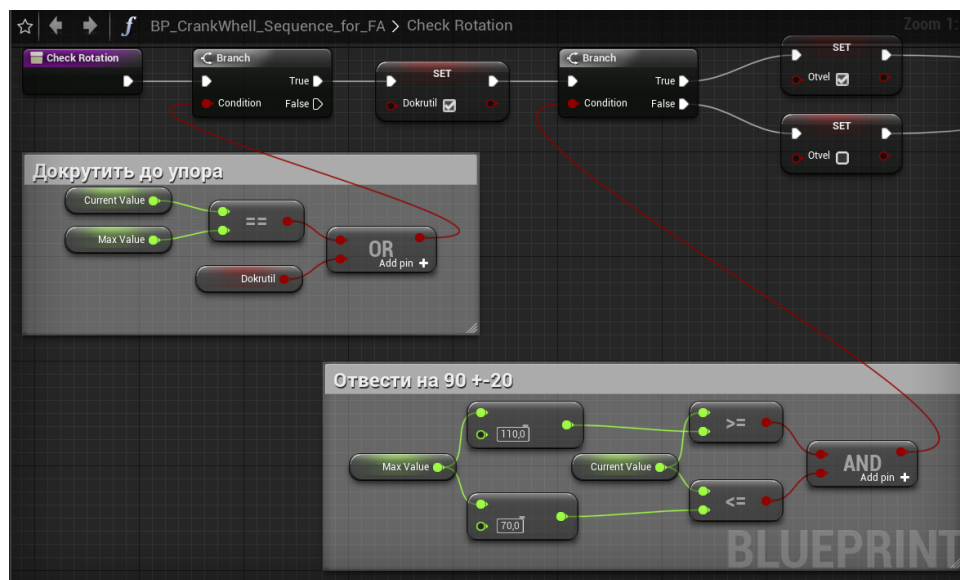 BP_CrankWhell_Sequence_for_FA > Check Rotation
Zoom 1:
Check Rotation
Branch
True
Condition
False
SET
Dokrutil
Branch
True
Condition
False
SET
Otvel
SET
Otvel
Докрутить до упора
Current Value
==
Max Value
OR
Add pin +
Dokrutil
Отвести на 90 +-20
110,0
>=
Max Value
Current Value
AND
Add pin +
70,0
<=
BLUEPRINT